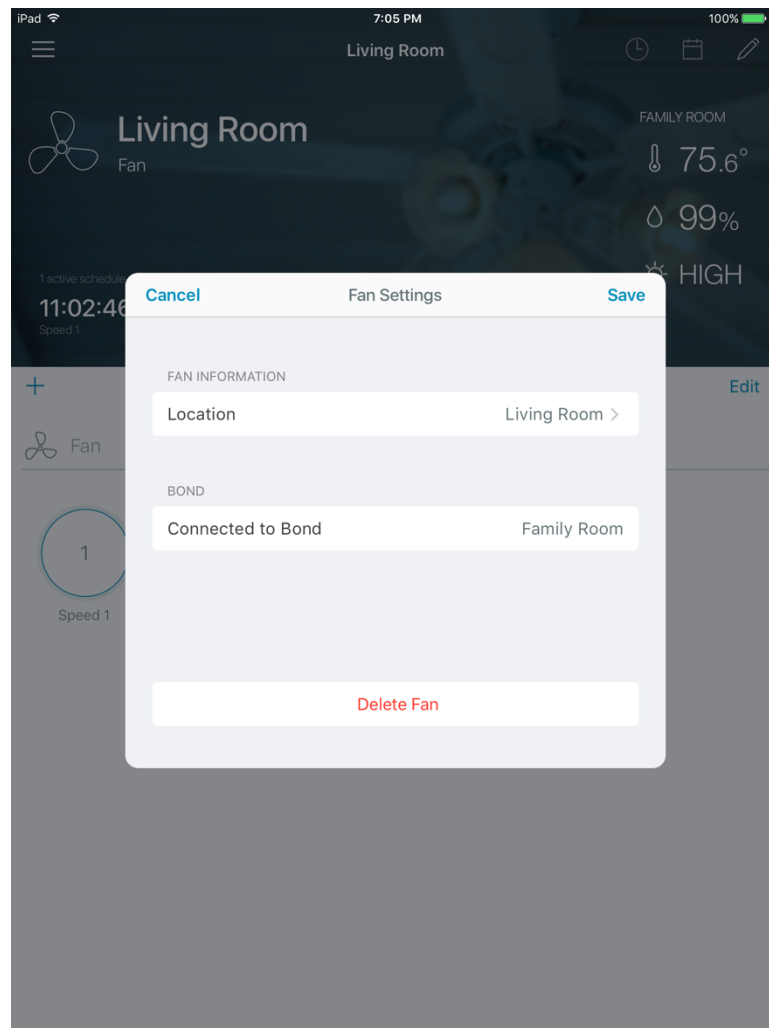 iPad 7:05 PM 100%
Living Room
Living Room
Fan
FAMILY ROOM
75.6°
99%
HIGH
1 active schedule
11:02:46
Speed 1
Cancel Fan Settings Save
FAN INFORMATION
Location Living Room
BOND
Connected to Bond Family Room
Delete Fan
Edit
Fan
1
Speed 1